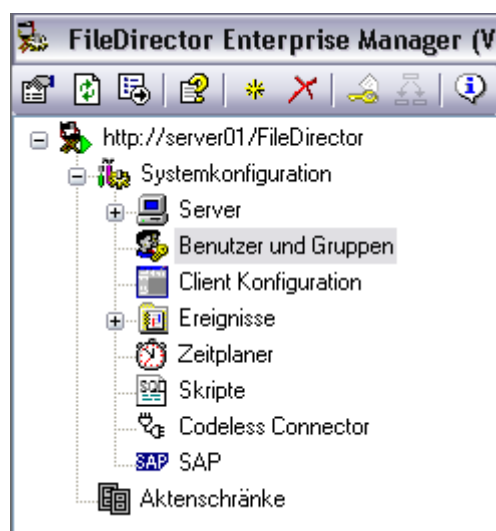 FileDirector Enterprise Manager (V
http://server01/FileDirector
Systemkonfiguration
Server
Benutzer und Gruppen
Client Konfiguration
Ereignisse
Zeitplaner
SQL Skripte
Codeless Connector
SAP SAP
Aktenschränke